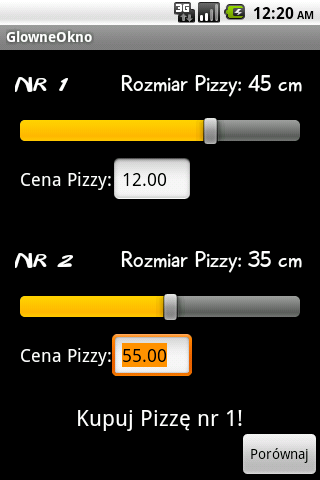 3G 12:20 AM
GlowneOkno
Nr 1 Rozmiar Pizzy: 45 cm
Cena Pizzy: 12.00
Nr 2 Rozmiar Pizzy: 35 cm
Cena Pizzy: 55.00
Kupuj Pizzę nr 1!
Porównaj